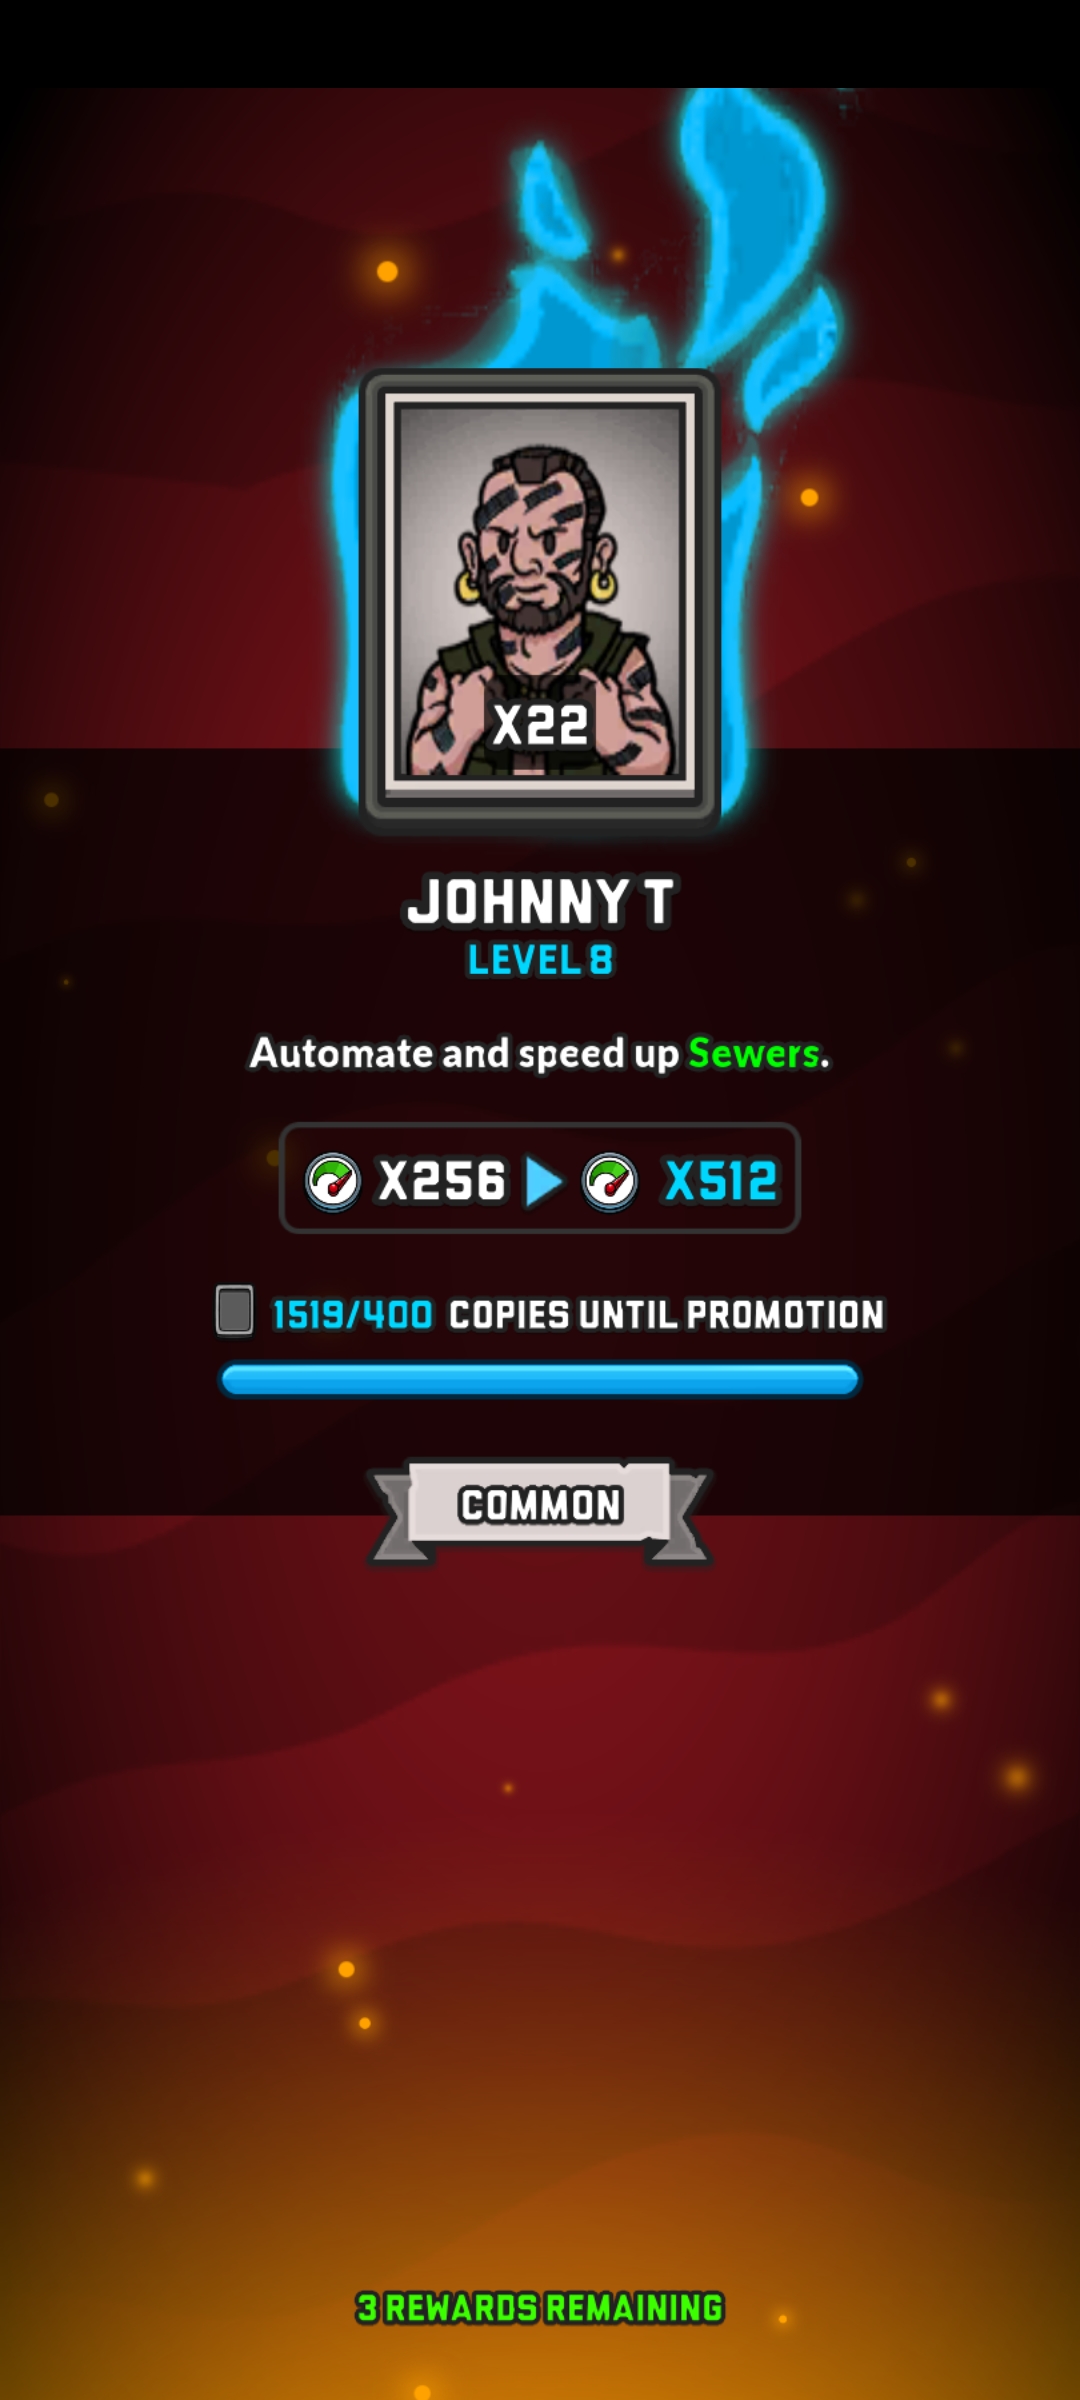 X22
JOHNNY T
LEVEL 8
Automate and speed up Sewers.
X256 X512
1519/400 COPIES UNTIL PROMOTION
COMMON
3 REWARDS REMAINING